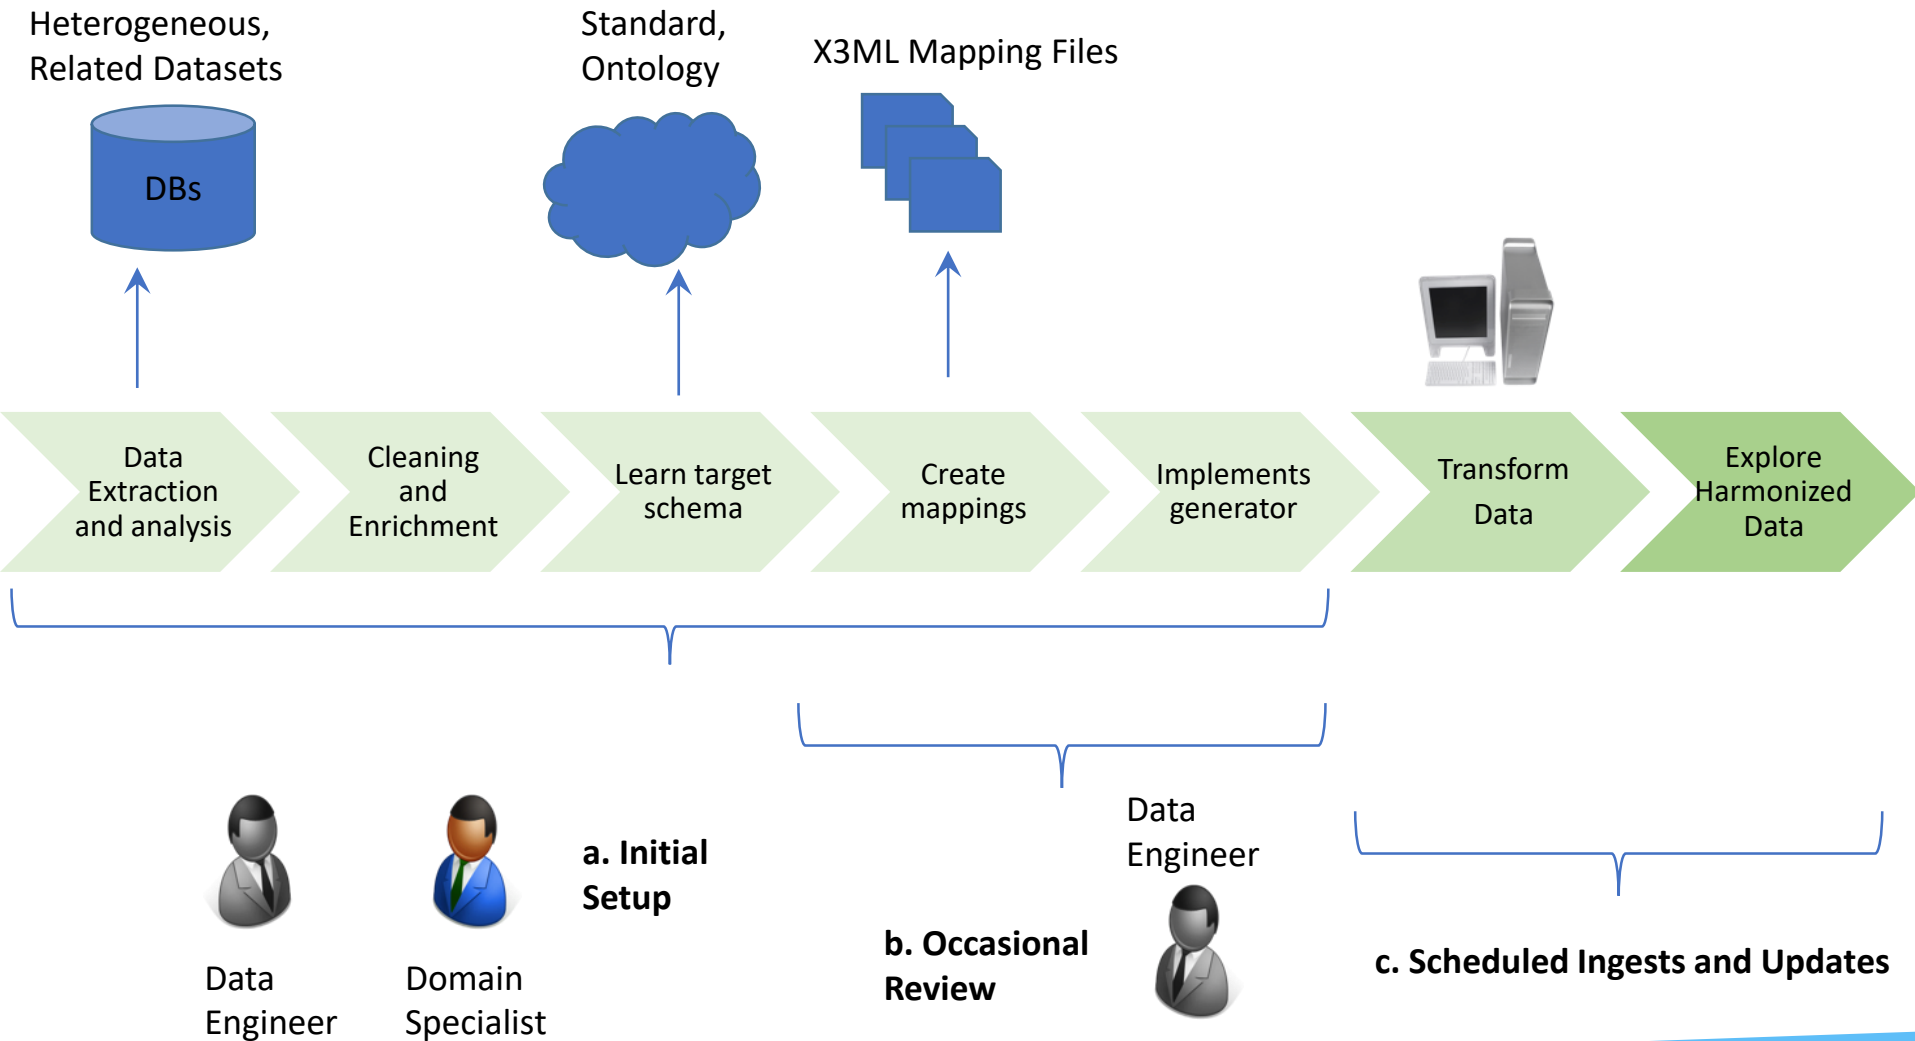 Heterogeneous,
Related Datasets
Standard,
Ontology
X3ML Mapping Files
DBs
Data
Extraction
and analysis
Cleaning
and
Enrichment
Learn target
schema
Create
mappings
Implements
generator
Transform
Data
Explore
Harmonized
Data
a. Initial
Setup
Data
Engineer
Domain
Specialist
Data
Engineer
b. Occasional
Review
c. Scheduled Ingests and Updates